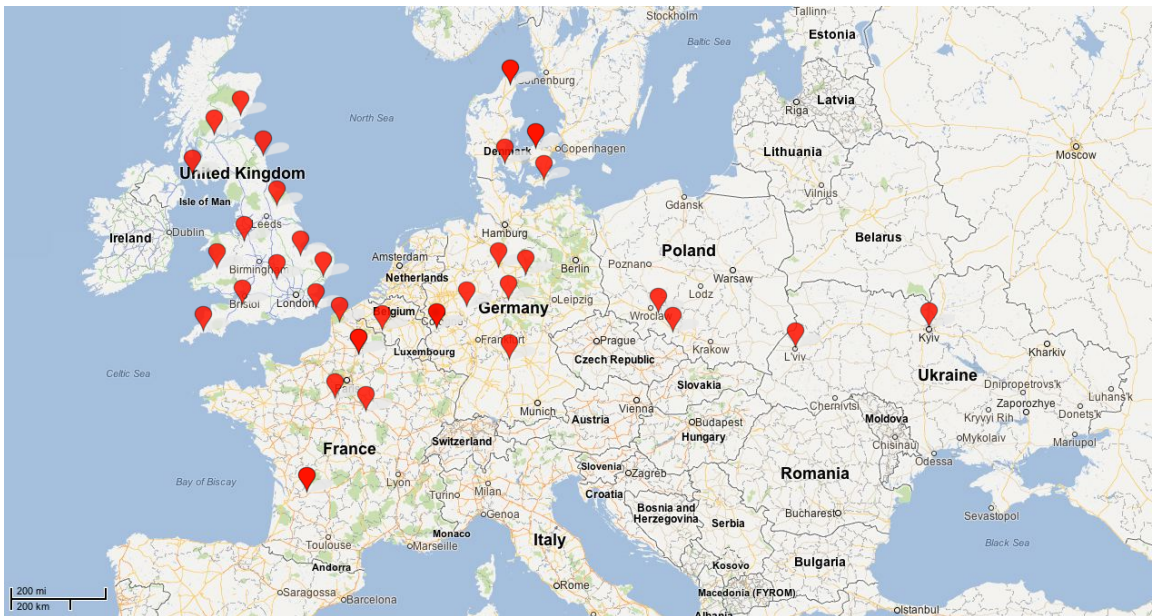 Stockholm
Tallinn
Estonia
Baltic Sea
Latvia
Riga
North Sea
Moscow
Copenhagen
Lithuania
Vilnius
United Kingdom
Isle of Man
Leeds
Ireland
Dublin
Hamburg
Gdansk
Belarus
Poland
Poznano
Warsaw
Amsterdam
Netherlands
Berlin
Birmingham
Bristol
London
Germany
Leipzig
Lodz
Wroclaw
Belgium
Kyiv
L'viv
Kharkiv
Luxembourg
Frankfurt
Prague
Krakow
Czech Republic
Celtic Sea
Ukraine
Slovakia
Dnipropetrovs'k
Luhans'k
Zaporozhye
Donets'k
Chernivtsi
Munich
Vienna
Austria
Budapest
Hungary
Moldova
Chisinau
Kryvyi Rih
Mykolaiv
Mariupol
Odessa
France
Switzerland
Slovenia
Zagreb
Romania
Bay of Biscay
Lyon
Turin
Milan
Croatia
Genoa
Bosnia and
Herzegovina
Serbia
Bucharest
Sevastopol
Monaco
Toulouse
Marseille
Italy
Black Sea
Andorra
Kosovo
Bulgaria
Macedonia (FYROM)
Saragossa
Barcelona
Rome
Istanbul
200 mi
200 km